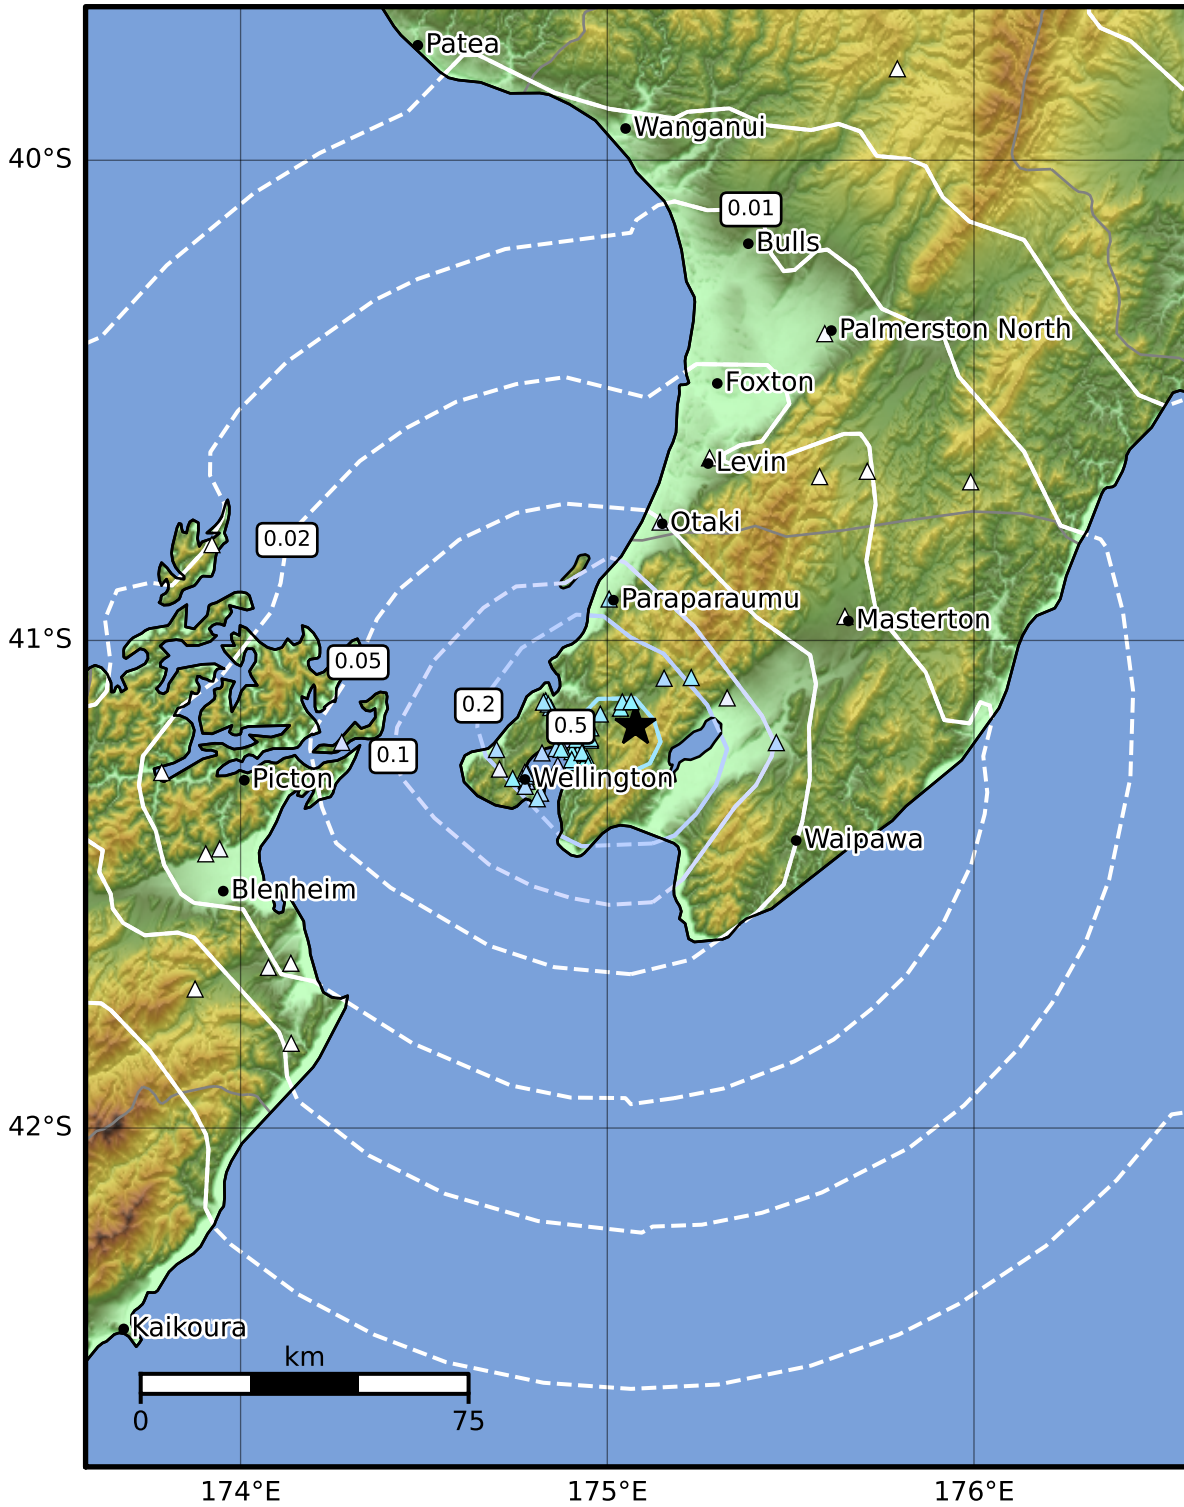 Patea
Wanganui
40°S
0.01
Bulls
Palmerston North
Foxton
Levin
Otaki
0.02
Paraparaumu
Masterton
41°S
0.05
0.2
0.5
0.1
Picton
Wellington
Waipawa
Blenheim
42°S
Kaikoura
km
0
75
174°E
175°E
176°E